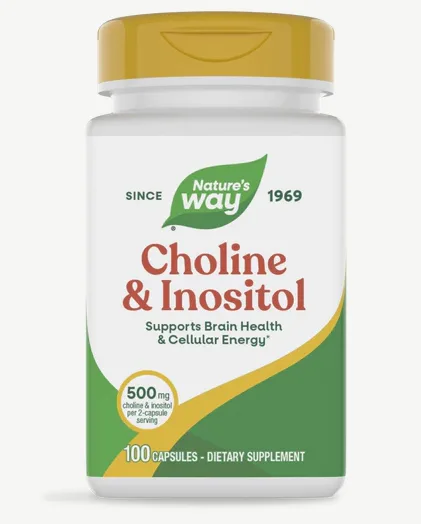 SINCE
Nature's
way
®
1969
Choline
& Inositol
Supports Brain Health
& Cellular Energy*
500 mg
choline & inositol
per 2-capsule
serving
100 CAPSULES - DIETARY SUPPLEMENT